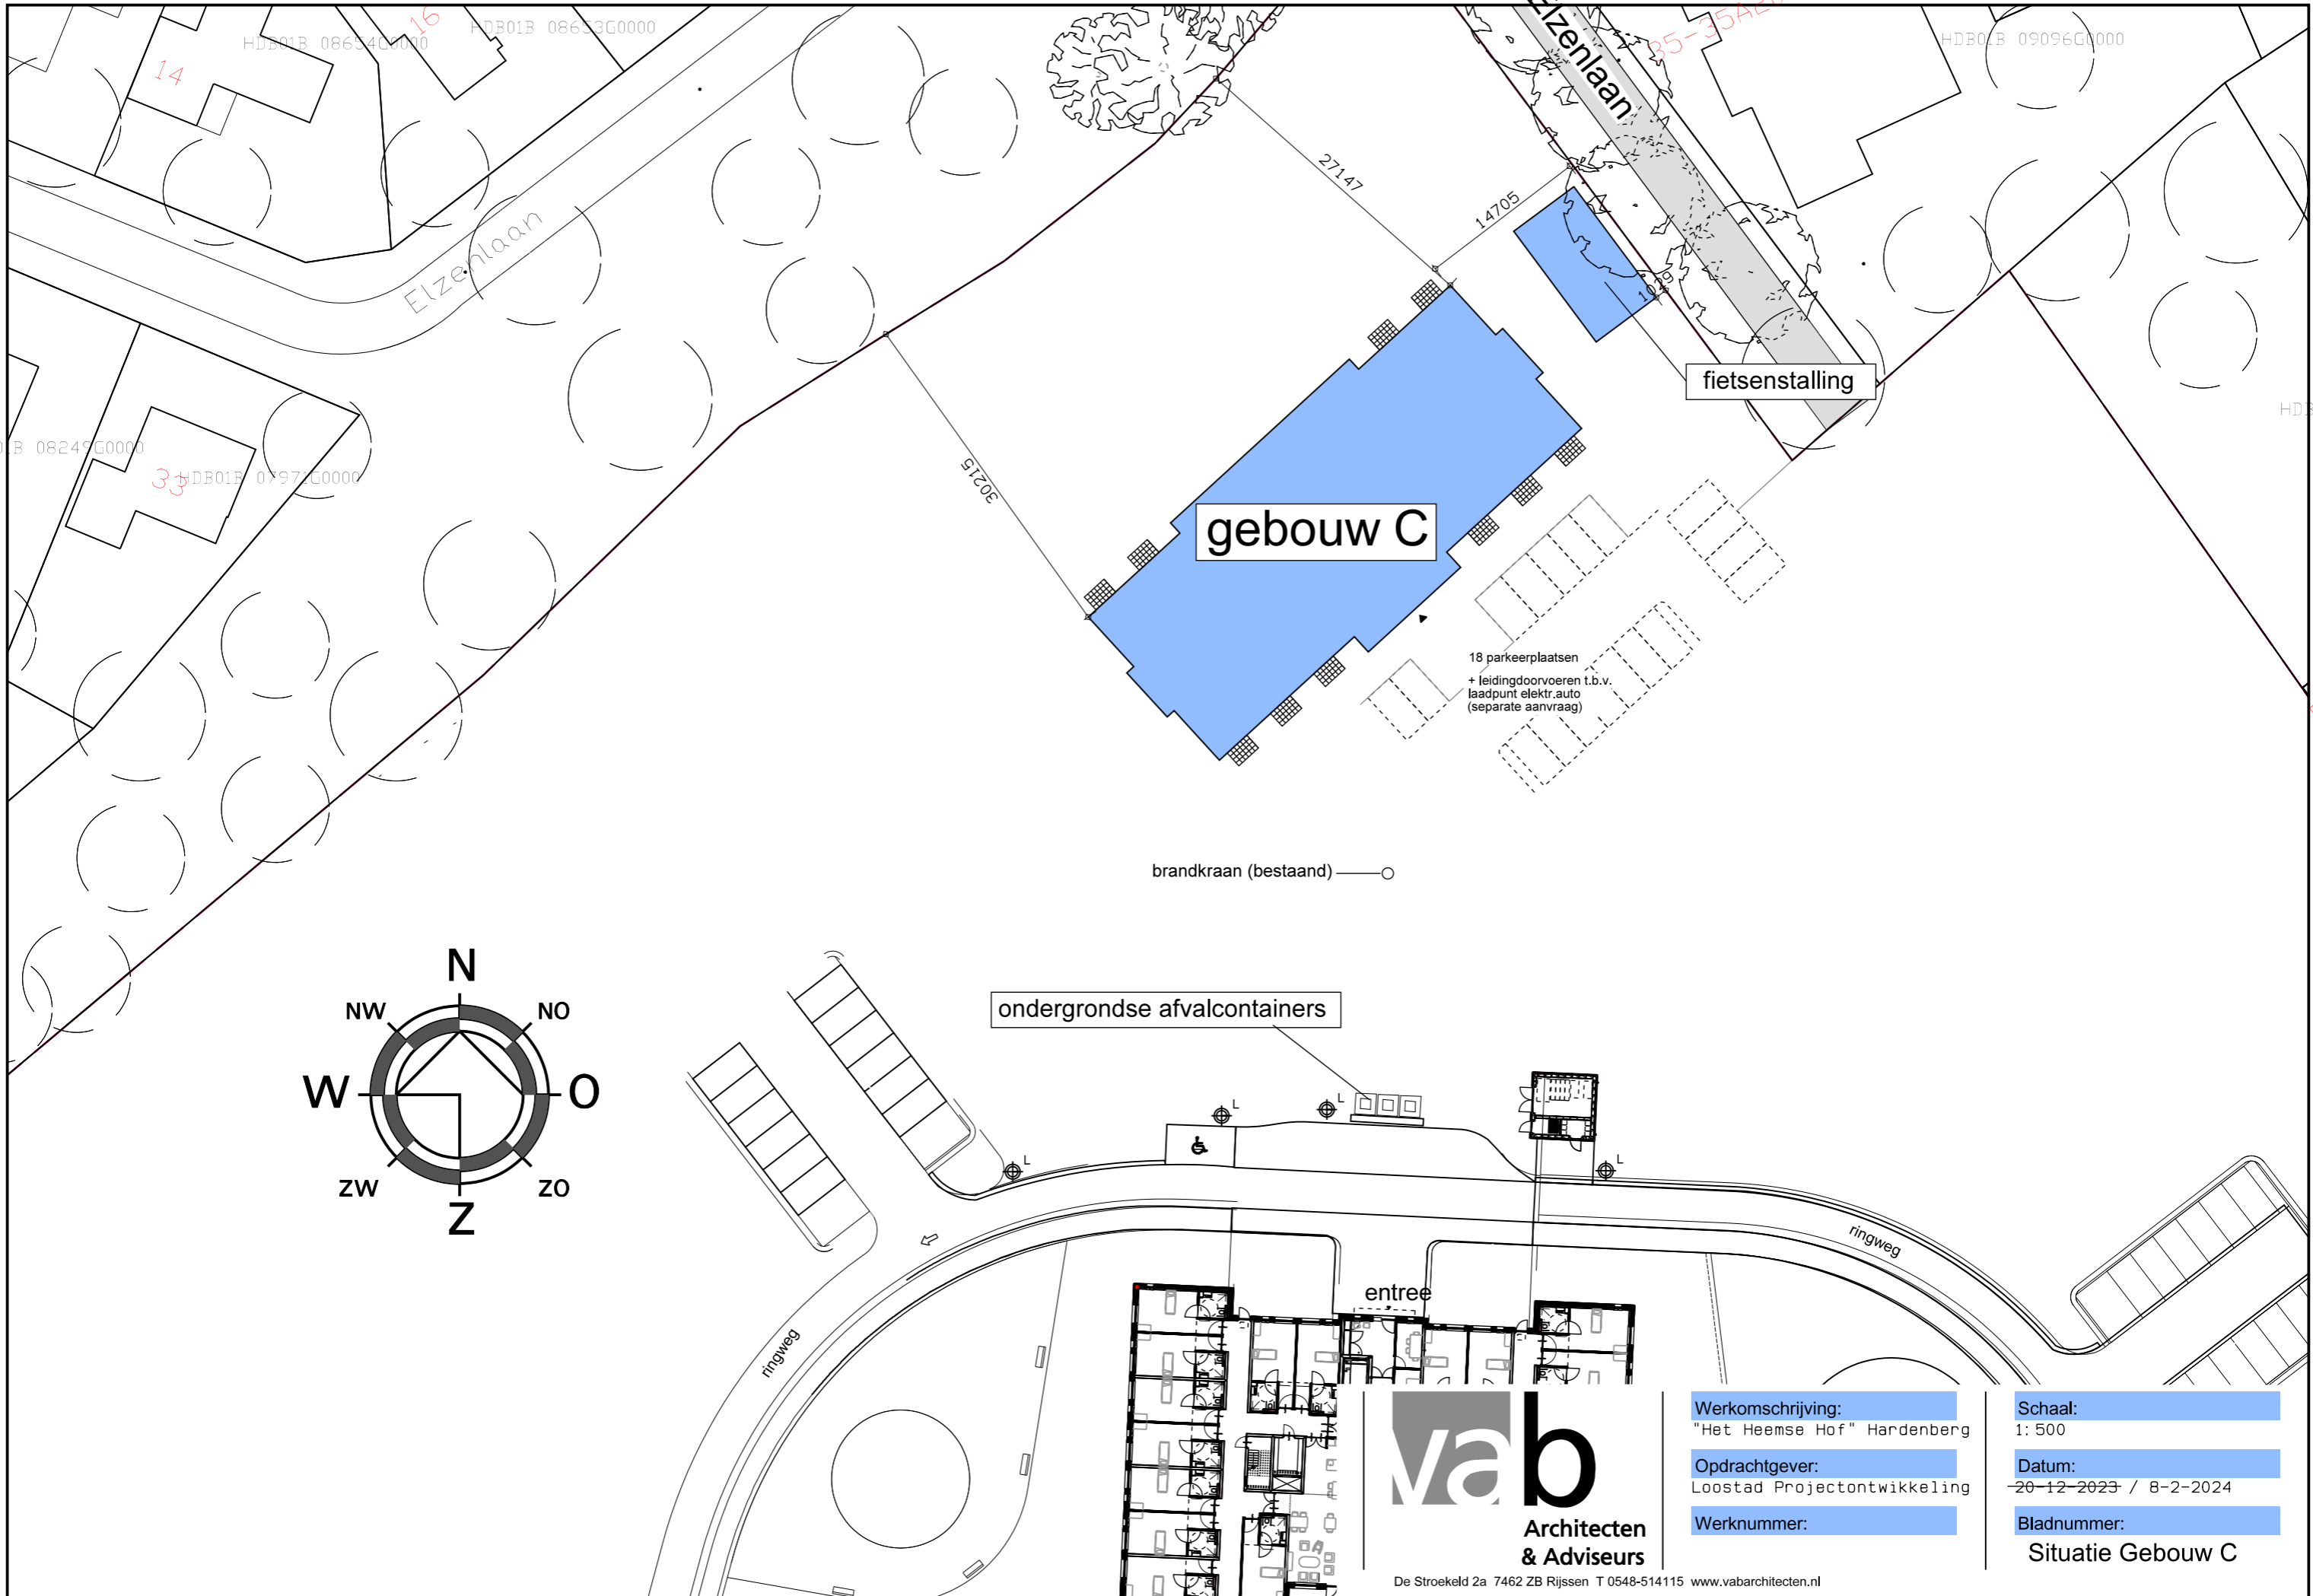 HDB01B 08654G0000
16
HDB01B 08653G0000
14
Elzenlaan
HDB01B 09096G0000
27147
14705
Elzenlaan
fietsenstalling
30215
08249G0000
33
HDB01B 07971G0000
HDB
gebouw C
18 parkeerplaatsen
+ leidingdoorvoeren t.b.v.
laadpunt elektr.auto
(separate aanvraag)
brandkraan (bestaand)
N
NW
NO
W
O
ZW
ZO
Z
ondergrondse afvalcontainers
L
L
L
L
ringweg
entree
ringweg
vab
Architecten
& Adviseurs
De Stroekeld 2a 7462 ZB Rijssen T 0548-514115 www.vabarchitecten.nl
Werkomschrijving:
"Het Heemse Hof" Hardenberg
Opdrachtgever:
Loostad Projectontwikkeling
Werknummer:
Schaal:
1: 500
Datum:
20-12-2023 / 8-2-2024
Bladnummer:
Situatie Gebouw C